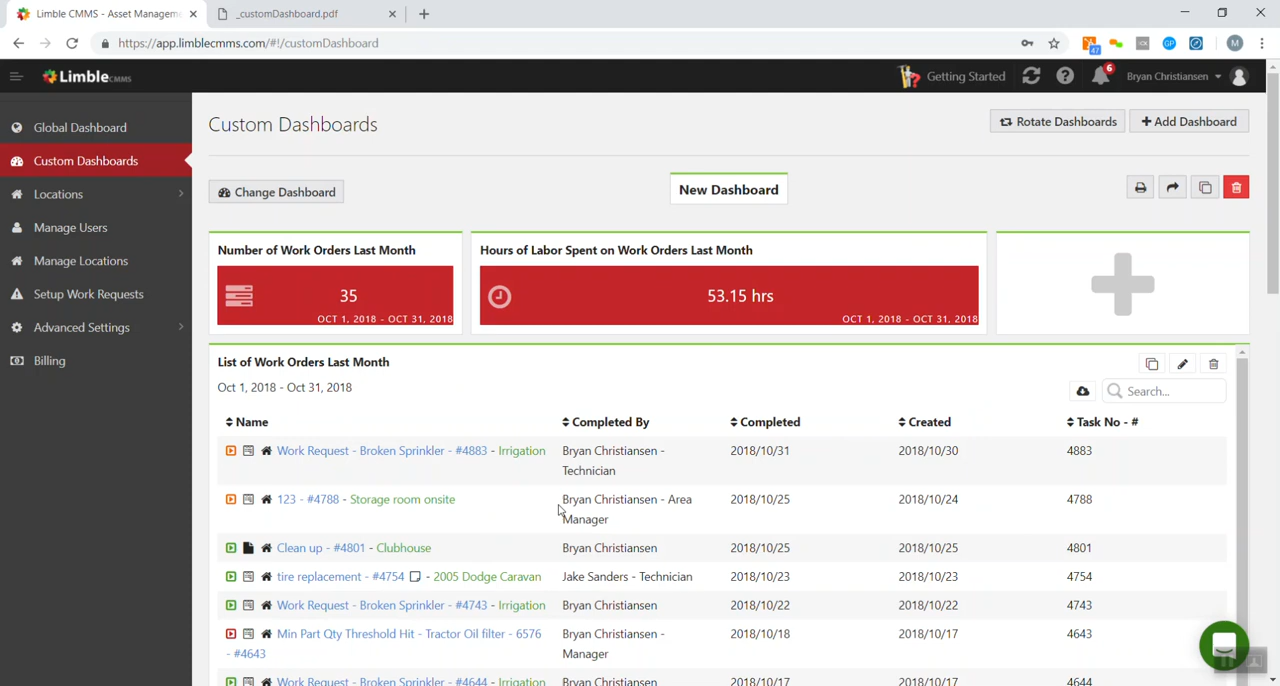 Limble CMMS - Asset Manageme
_customDashboard.pdf
https://app.limblecmms.com/#!/customDashboard
47
GP
M
Limble CMMS
Getting Started
6
Bryan Christiansen
Global Dashboard
Custom Dashboards
Locations
Manage Users
Manage Locations
Setup Work Requests
Advanced Settings
Billing
Custom Dashboards
Rotate Dashboards
Add Dashboard
Change Dashboard
New Dashboard
Number of Work Orders Last Month
35
OCT 1, 2018 - OCT 31, 2018
Hours of Labor Spent on Work Orders Last Month
53.15 hrs
OCT 1, 2018 - OCT 31, 2018
List of Work Orders Last Month
Oct 1, 2018 - Oct 31, 2018
Search...
Name Completed By Completed Created Task No - #
Work Request - Broken Sprinkler - #4883 - Irrigation Bryan Christiansen - 2018/10/31 2018/10/30 4883
Technician
123 - #4788 - Storage room onsite Bryan Christiansen - Area 2018/10/25 2018/10/24 4788
Manager
Clean up - #4801 - Clubhouse Bryan Christiansen 2018/10/25 2018/10/25 4801
tire replacement - #4754 - 2005 Dodge Caravan Jake Sanders - Technician 2018/10/23 2018/10/23 4754
Work Request - Broken Sprinkler - #4743 - Irrigation Bryan Christiansen 2018/10/22 2018/10/22 4743
Min Part Qty Threshold Hit - Tractor Oil filter - 6576 Bryan Christiansen - 2018/10/18 2018/10/17 4643
- #4643 Manager
Work Request - Broken Sprinkler - #4644 - Irrigation Bryan Christiansen 2018/10/17 2018/10/17 4644